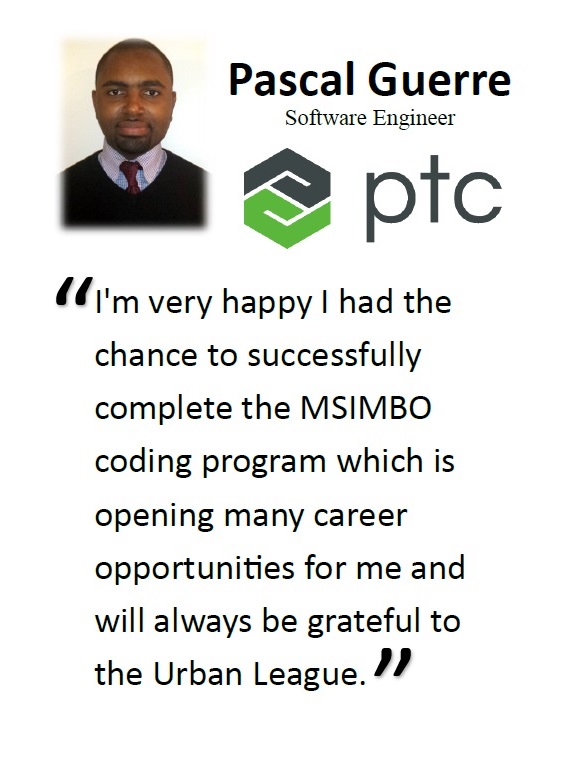 Pascal Guerre
Software Engineer
ptc
“I'm very happy I had the
chance to successfully
complete the MSIMBO
coding program which is
opening many career
opportunities for me and
will always be grateful to
the Urban League.”